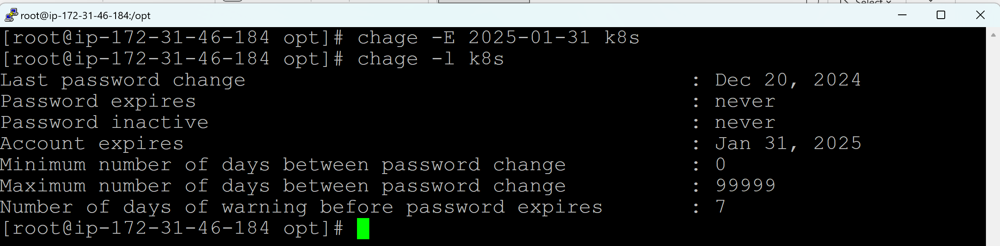 Select
root@ip-172-31-46-184:/opt
[root@ip-172-31-46-184 opt]# chage -E 2025-01-31 k8s
[root@ip-172-31-46-184 opt]# chage -l k8s
Last password change : Dec 20, 2024
Password expires : never
Password inactive : never
Account expires : Jan 31, 2025
Minimum number of days between password change : 0
Maximum number of days between password change : 99999
Number of days of warning before password expires : 7
[root@ip-172-31-46-184 opt]#